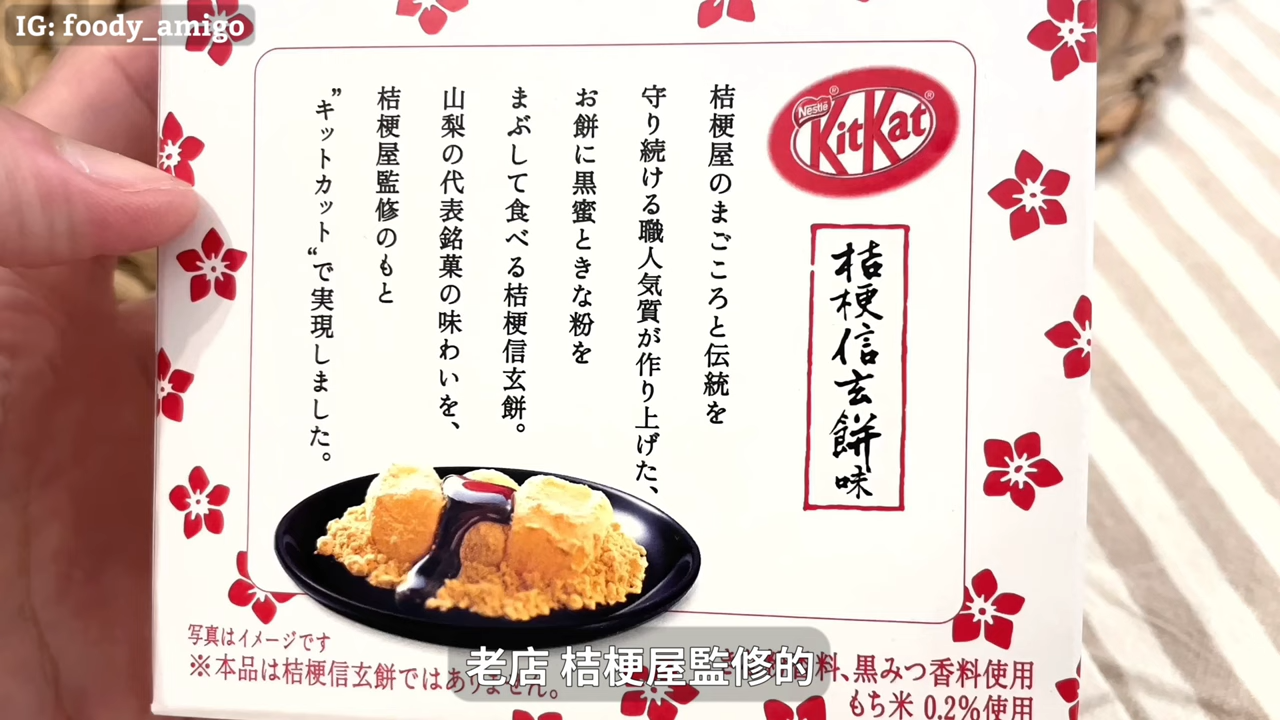 IG: foody_amigo
Nestlé
KitKat
桔梗信玄餅味
桔梗屋のまごころと伝統を
守り続ける職人気質が作り上げた、
お餅に黒蜜ときな粉を
まぶして食べる桔梗信玄餅。
山梨の代表銘菓の味わいを、
桔梗屋監修のもと
”キットカット“で実現しました。
写真はイメージです
※本品は桔梗信玄餅ではありません。
料、黒みつ香料使用
もち米 0.2%使用
老店 桔梗屋監修的